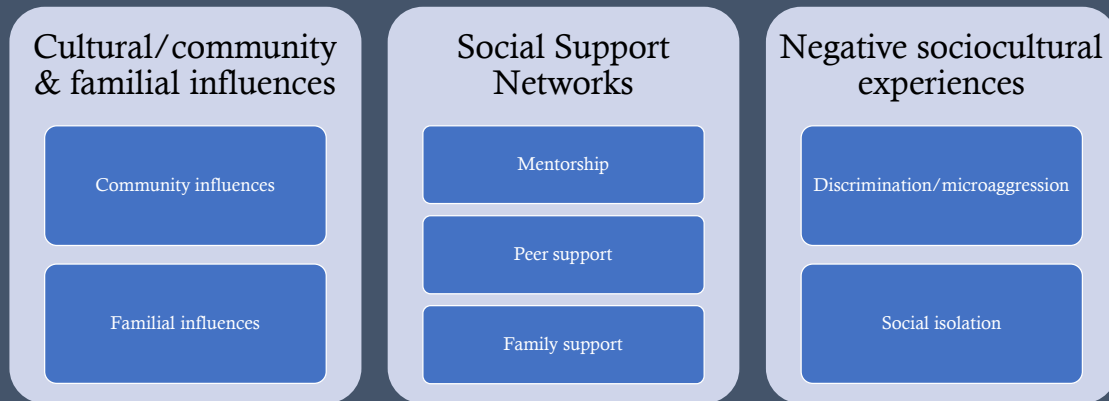 Cultural/community
& familial influences
Community influences
Familial influences
Social Support
Networks
Mentorship
Peer support
Family support
Negative sociocultural
experiences
Discrimination/microaggression
Social isolation